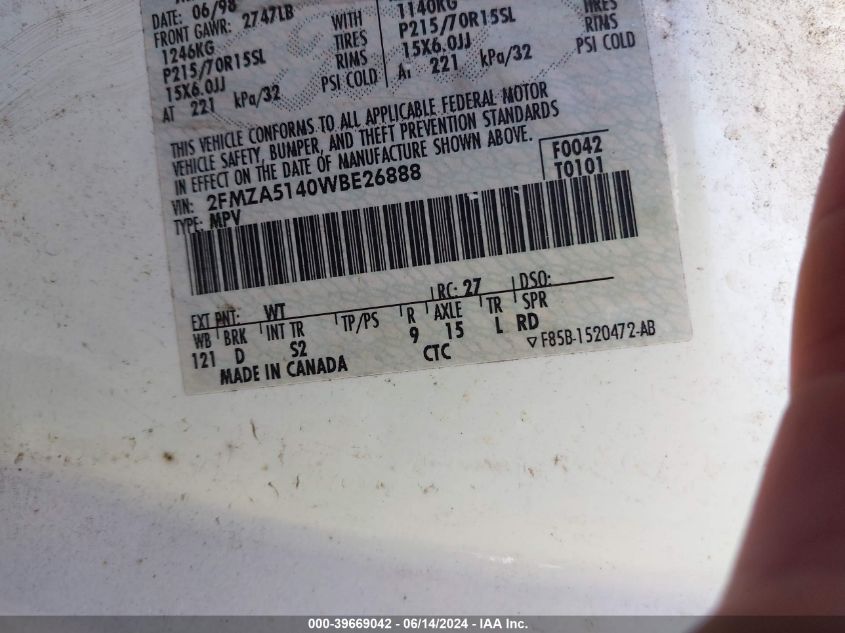 DATE: 06/98
FRONT GAWR: 2747LB
1246KG WITH 1140KG
P215/70R15SL TIRES P215/70R15SL TIRES
15X6.0JJ RIMS 15X6.0JJ RIMS
AT 221 kPa/32 PSI COLD A 221 kPa/32 PSI COLD
THIS VEHICLE CONFORMS TO ALL APPLICABLE FEDERAL MOTOR
VEHICLE SAFETY, BUMPER, AND THEFT PREVENTION STANDARDS
IN EFFECT ON THE DATE OF MANUFACTURE SHOWN ABOVE.
VIN: 2FMZA5140WBE26888 F0042
TYPE: MPV T0101
EXT PNT: WT RC: 27 DSO:
WB BRK INT TR TP/PS R AXLE TR SPR
121 D S2 9 15 L RD
MADE IN CANADA CTC ▽F85B-1520472-AB
000-39669042 - 06/14/2024 - IAA Inc.